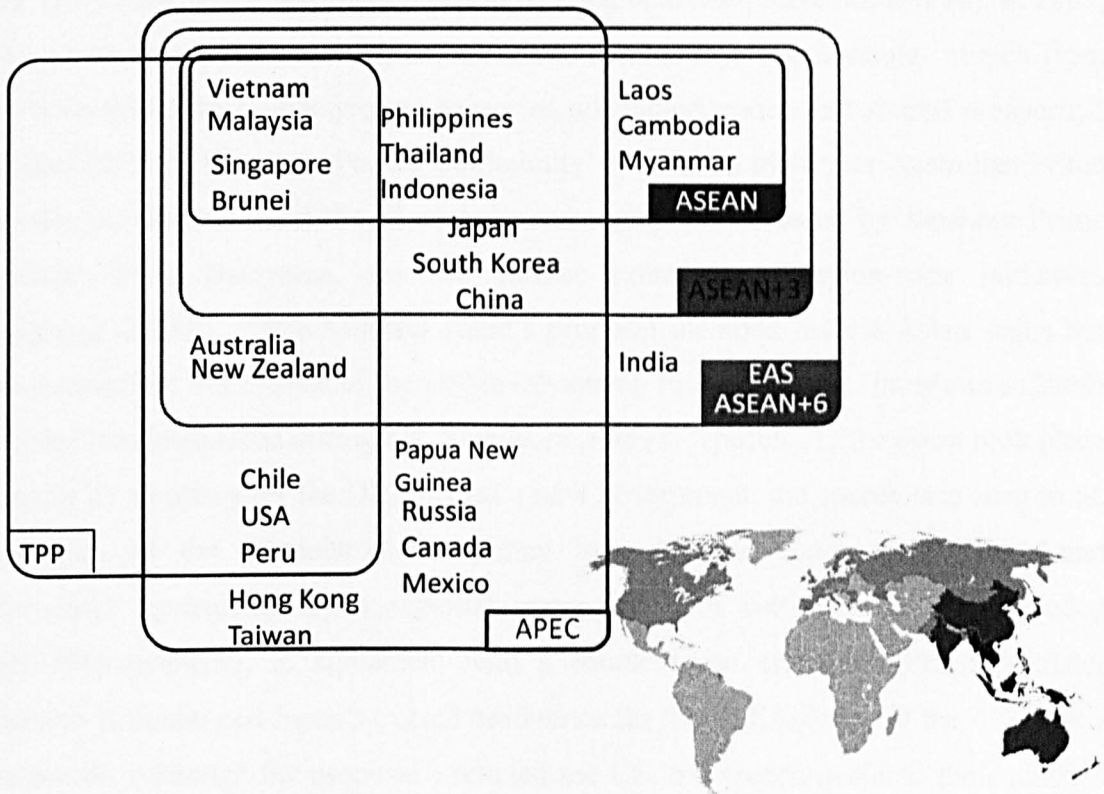 Vietnam
Malaysia
Singapore
Brunei
Philippines
Thailand
Indonesia
Laos
Cambodia
Myanmar
ASEAN
Japan
South Korea
China
ASEAN+3
Australia
New Zealand
India
EAS
ASEAN+6
Chile
USA
Peru
Papua New
Guinea
Russia
Canada
Mexico
TPP
Hong Kong
Taiwan
APEC